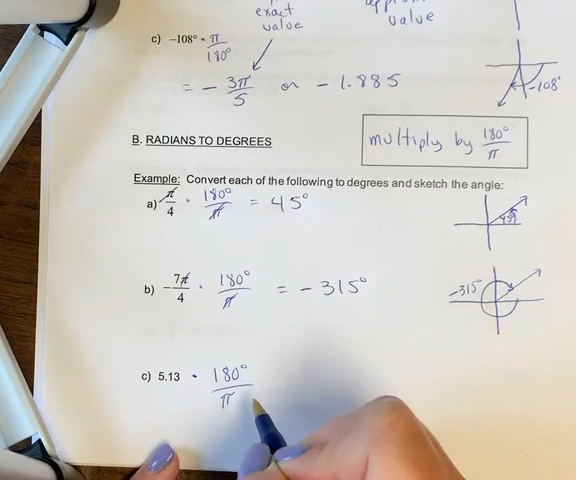 exact approx
value value
c) -108° • π/180°
= - 3π/5 or - 1.885
-108°
B. RADIANS TO DEGREES
multiply by 180°/π
Example: Convert each of the following to degrees and sketch the angle:
a) π/4 • 180°/π = 45°
45°
b) -7π/4 • 180°/π = - 315°
-315°
c) 5.13 • 180°/π